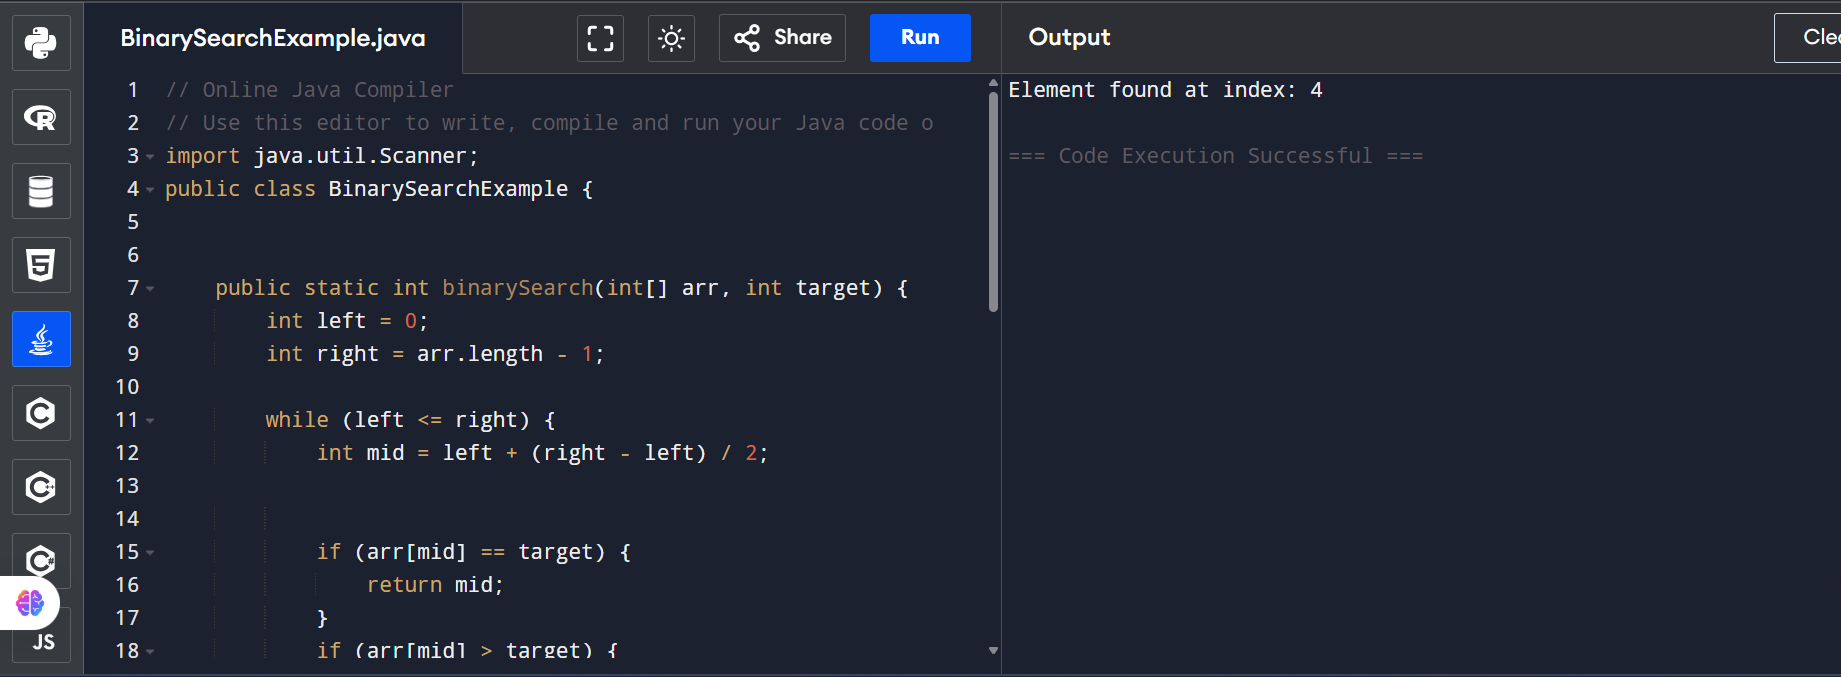 BinarySearchExample.java
Share
Run
Output
Clea
1 // Online Java Compiler
2 // Use this editor to write, compile and run your Java code o
3 import java.util.Scanner;
4 public class BinarySearchExample {
5
6
7 public static int binarySearch(int[] arr, int target) {
8 int left = 0;
9 int right = arr.length - 1;
10
11 while (left <= right) {
12 int mid = left + (right - left) / 2;
13
14
15 if (arr[mid] == target) {
16 return mid;
17 }
18 if (arr[mid] > target) {
Element found at index: 4
=== Code Execution Successful ===
R
5
C
C
C#
JS